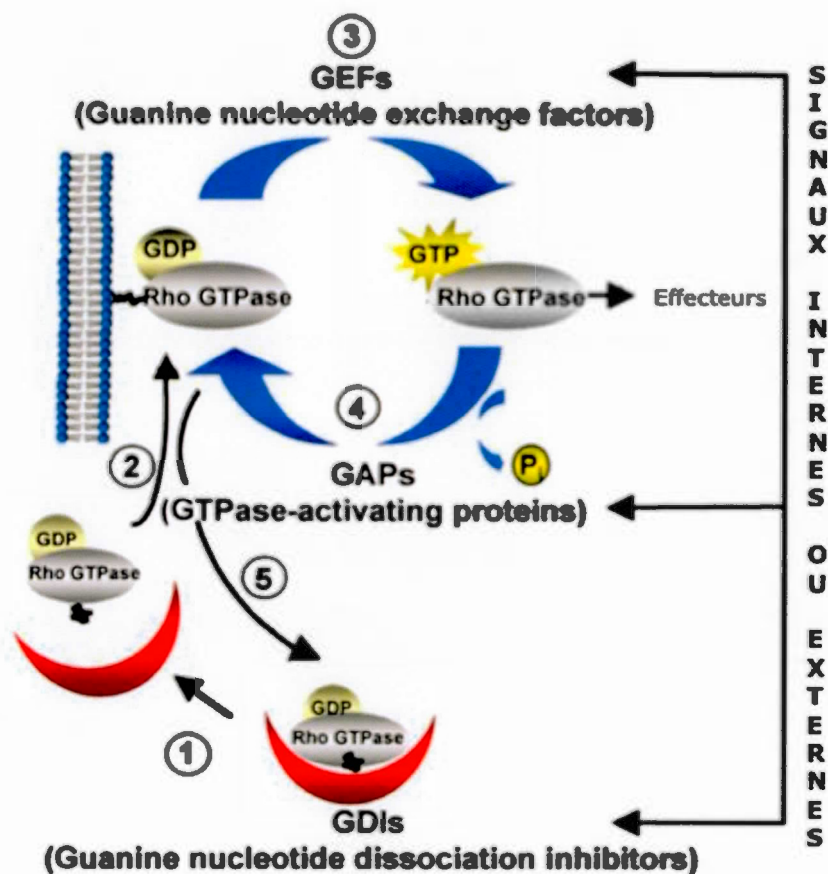 ③
GEFs
(Guanine nucleotide exchange factors)
GDP
Rho GTPase
GTP
Rho GTPase
Effecteurs
④
GAPs
(GTPase-activating proteins)
Pi
②
GDP
Rho GTPase
⑤
①
GDP
Rho GTPase
GDIs
(Guanine nucleotide dissociation inhibitors)
SIGNAUX INTERNES OU EXTERNES